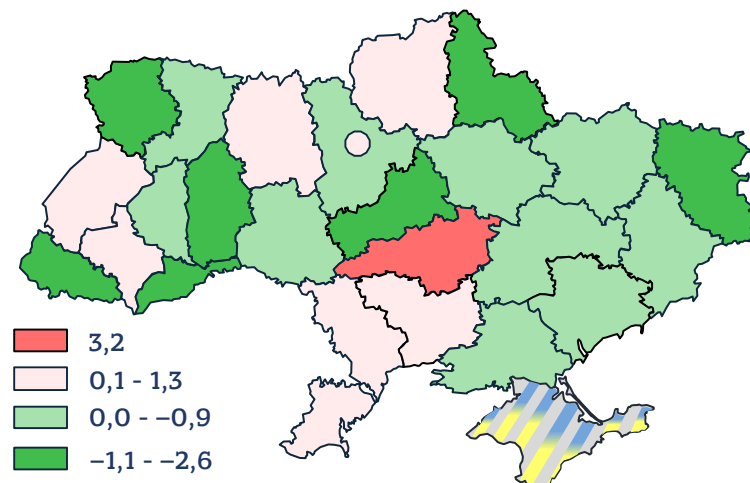 3,2
0,1 - 1,3
0,0 - –0,9
–1,1 - –2,6